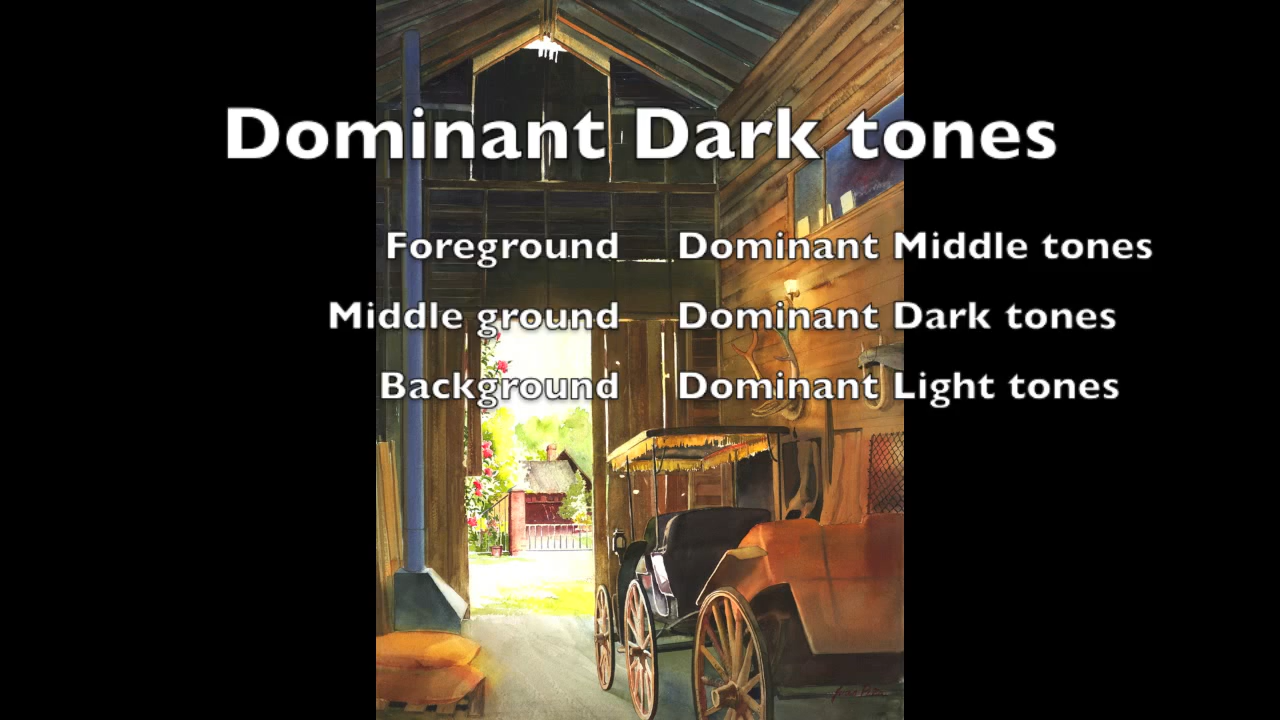 Dominant Dark tones
Foreground Dominant Middle tones
Middle ground Dominant Dark tones
Background Dominant Light tones